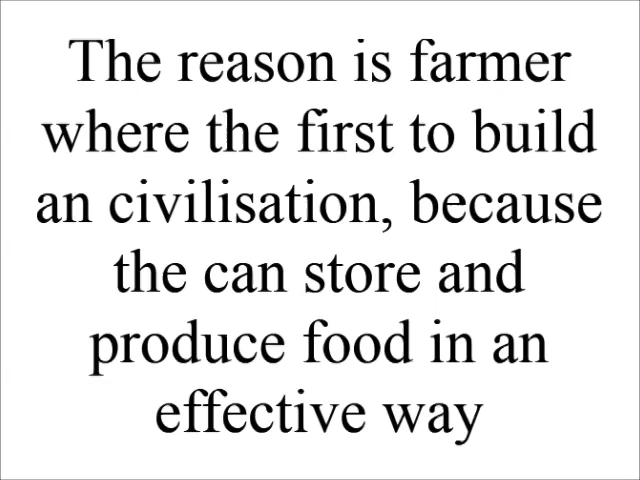 The reason is farmer
where the first to build
an civilisation, because
the can store and
produce food in an
effective way